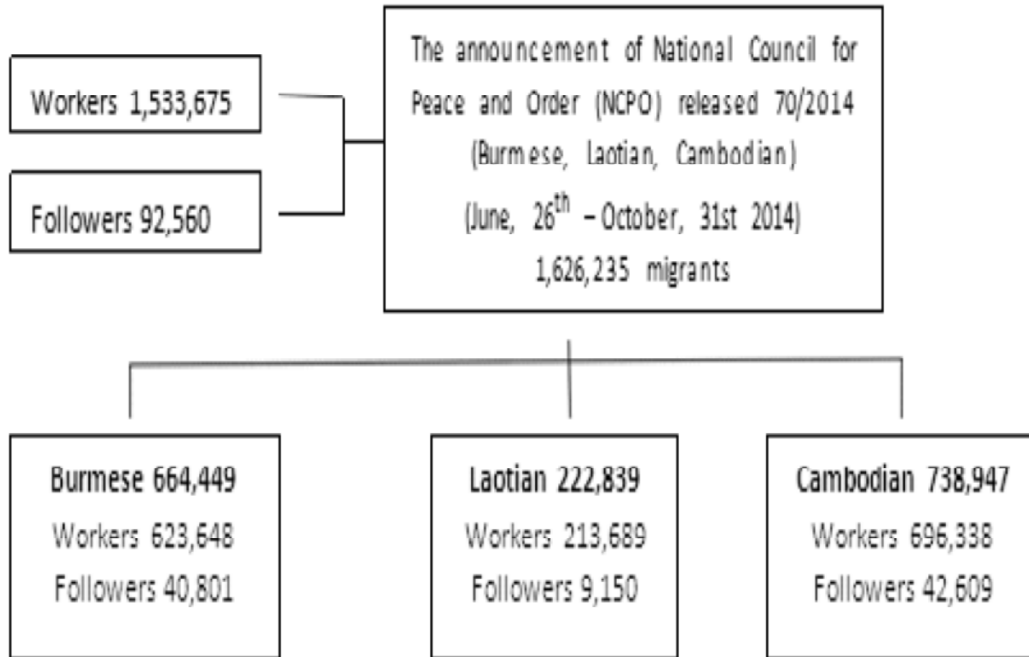 Workers 1,533,675
Followers 92,560
The announcement of National Council for
Peace and Order (NCPO) released 70/2014
(Burmese, Laotian, Cambodian)
(June, 26th – October, 31st 2014)
1,626,235 migrants
Burmese 664,449
Workers 623,648
Followers 40,801
Laotian 222,839
Workers 213,689
Followers 9,150
Cambodian 738,947
Workers 696,338
Followers 42,609